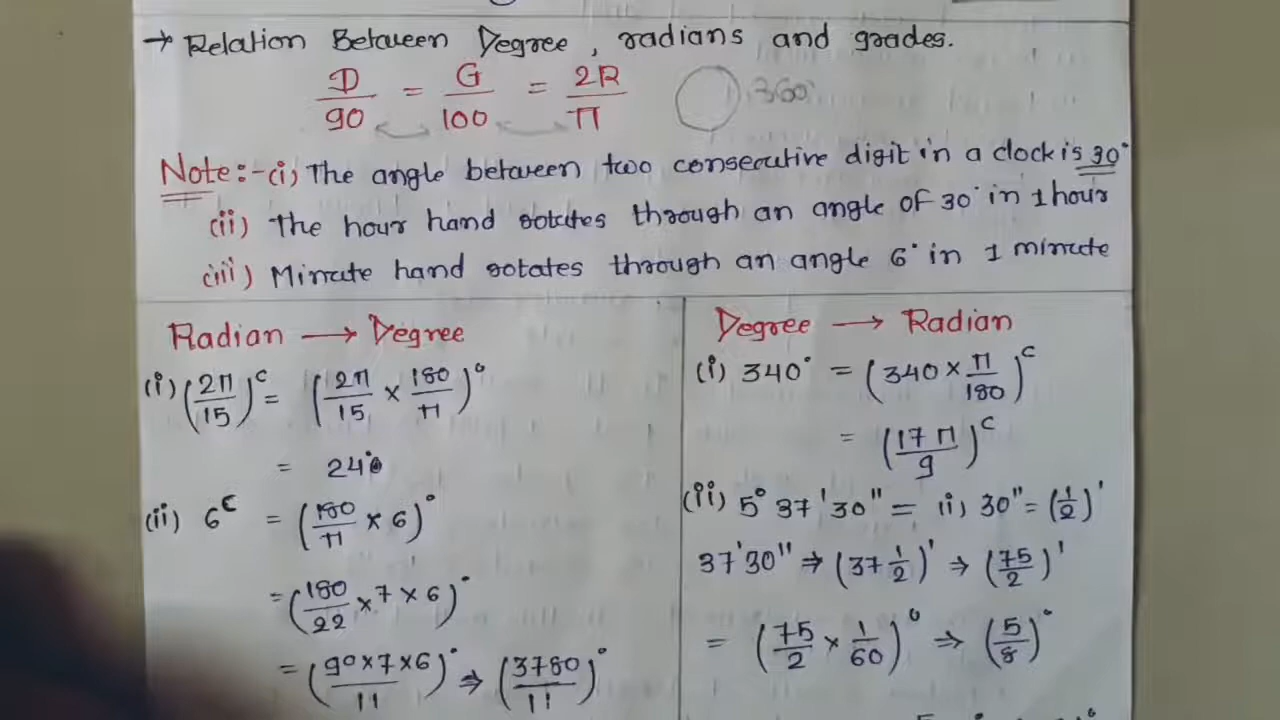 → Relation Between Degree, radians and grades.
D/90 = G/100 = 2R/π 360°
Note:-(i) The angle between two consecutive digit in a clock is 30°
(ii) The hour hand rotates through an angle of 30° in 1 hour
(iii) Minute hand rotates through an angle 6° in 1 minute
Radian → Degree
(i) (2π/15)ᶜ = (2π/15 × 180/π)°
= 24°
(ii) 6ᶜ = (180/π × 6)°
= (180/22 × 7 × 6)°
= (90×7×6/11)° ⇒ (3780/11)°
Degree → Radian
(i) 340° = (340 × π/180)ᶜ
= (17π/9)ᶜ
(ii) 5° 37' 30" = ii) 30" = (1/2)'
37'30" ⇒ (37 1/2)' ⇒ (75/2)'
= (75/2 × 1/60)° ⇒ (5/8)°